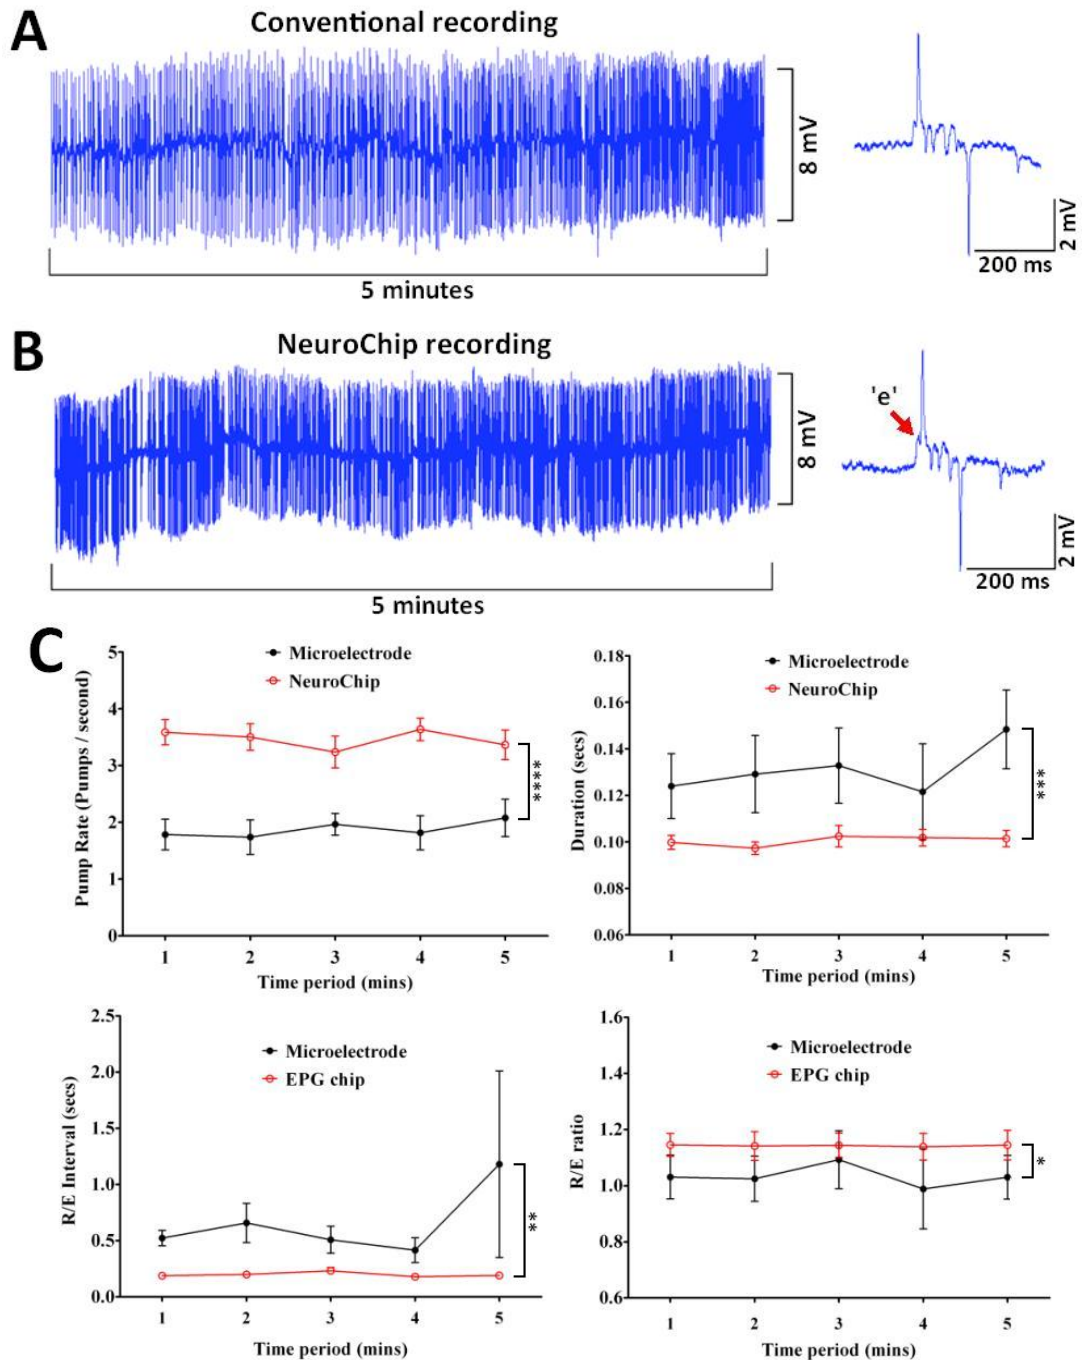 A
Conventional recording
8 mV
5 minutes
2 mV
200 ms
B
NeuroChip recording
'e'
8 mV
5 minutes
2 mV
200 ms
C
Microelectrode
NeuroChip
Pump Rate (Pumps / second)
5
4
3
2
1
0
****
1 2 3 4 5
Time period (mins)
Microelectrode
NeuroChip
Duration (secs)
0.18
0.16
0.14
0.12
0.10
0.08
0.06
***
1 2 3 4 5
Time period (mins)
Microelectrode
EPG chip
R/E Interval (secs)
2.5
2.0
1.5
1.0
0.5
0.0
**
1 2 3 4 5
Time period (mins)
Microelectrode
EPG chip
R/E ratio
1.6
1.4
1.2
1.0
0.8
0.6
*
1 2 3 4 5
Time period (mins)